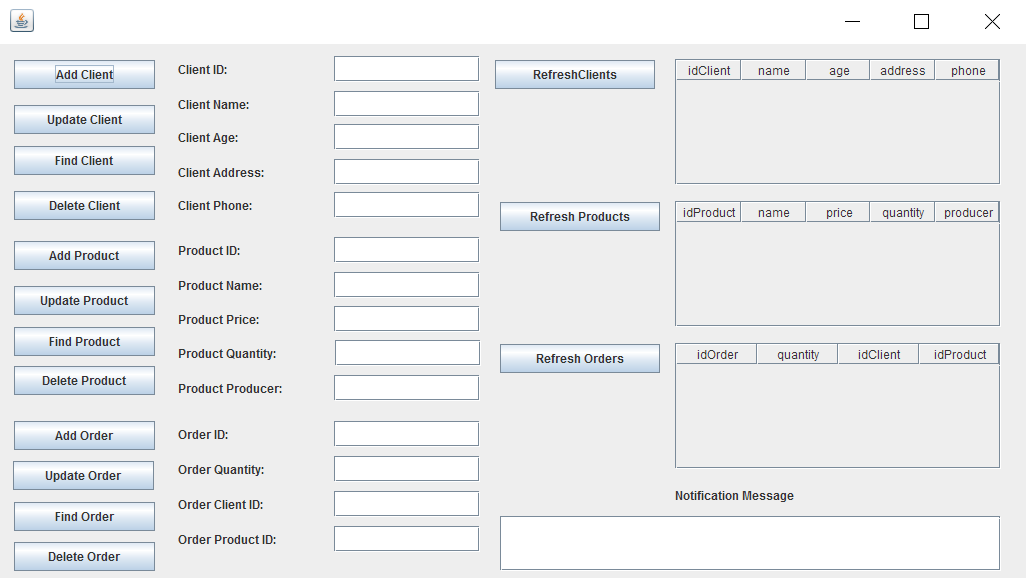 Add Client
Update Client
Find Client
Delete Client
Add Product
Update Product
Find Product
Delete Product
Add Order
Update Order
Find Order
Delete Order
Client ID:
Client Name:
Client Age:
Client Address:
Client Phone:
Product ID:
Product Name:
Product Price:
Product Quantity:
Product Producer:
Order ID:
Order Quantity:
Order Client ID:
Order Product ID:
RefreshClients
idClient name age address phone
Refresh Products
idProduct name price quantity producer
Refresh Orders
idOrder quantity idClient idProduct
Notification Message